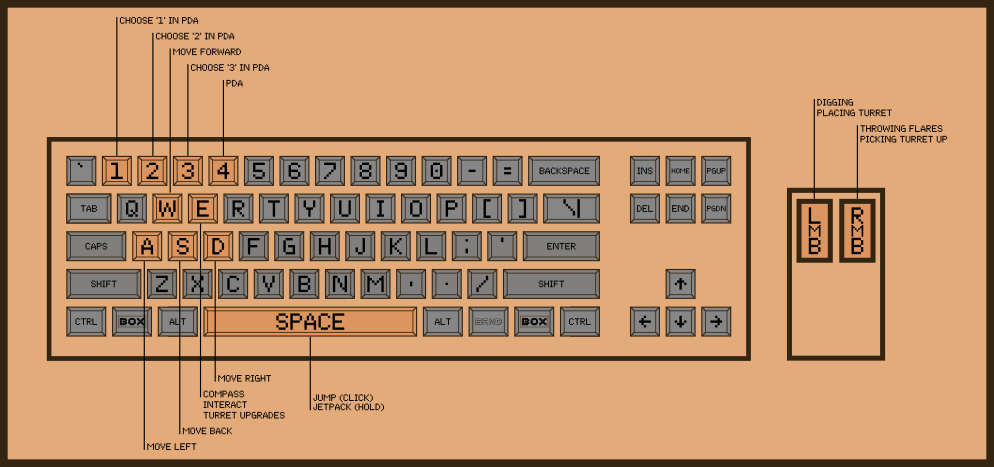 CHOOSE '1' IN PDA
CHOOSE '2' IN PDA
MOVE FORWARD
CHOOSE '3' IN PDA
PDA
DIGGING
PLACING TURRET
THROWING FLARES
PICKING TURRET UP
` 1 2 3 4 5 6 7 8 9 0 - = BACKSPACE INS HOME PGUP
TAB Q W E R T Y U I O P [ ] \| DEL END PGDN
CAPS A S D F G H J K L ; ' ENTER
SHIFT Z X C V B N M . . / SHIFT ↑
CTRL BOX ALT SPACE ALT BOX CTRL ← ↓ →
LMB
RMB
MOVE RIGHT
COMPASS
INTERACT
TURRET UPGRADES
JUMP (CLICK)
JETPACK (HOLD)
MOVE BACK
MOVE LEFT